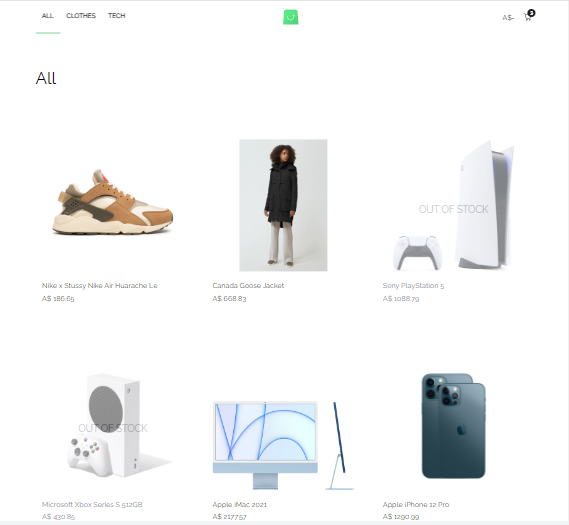 ALL CLOTHES TECH A$-
All
OUT OF STOCK
Nike x Stussy Nike Air Huarache Le Canada Goose Jacket Sony PlayStation 5
A$ 186.65 A$ 668.83 A$ 1088.79
OUT OF STOCK
Microsoft Xbox Series S 512GB Apple iMac 2021 Apple iPhone 12 Pro
A$ 430.85 A$ 2177.57 A$ 1290.99